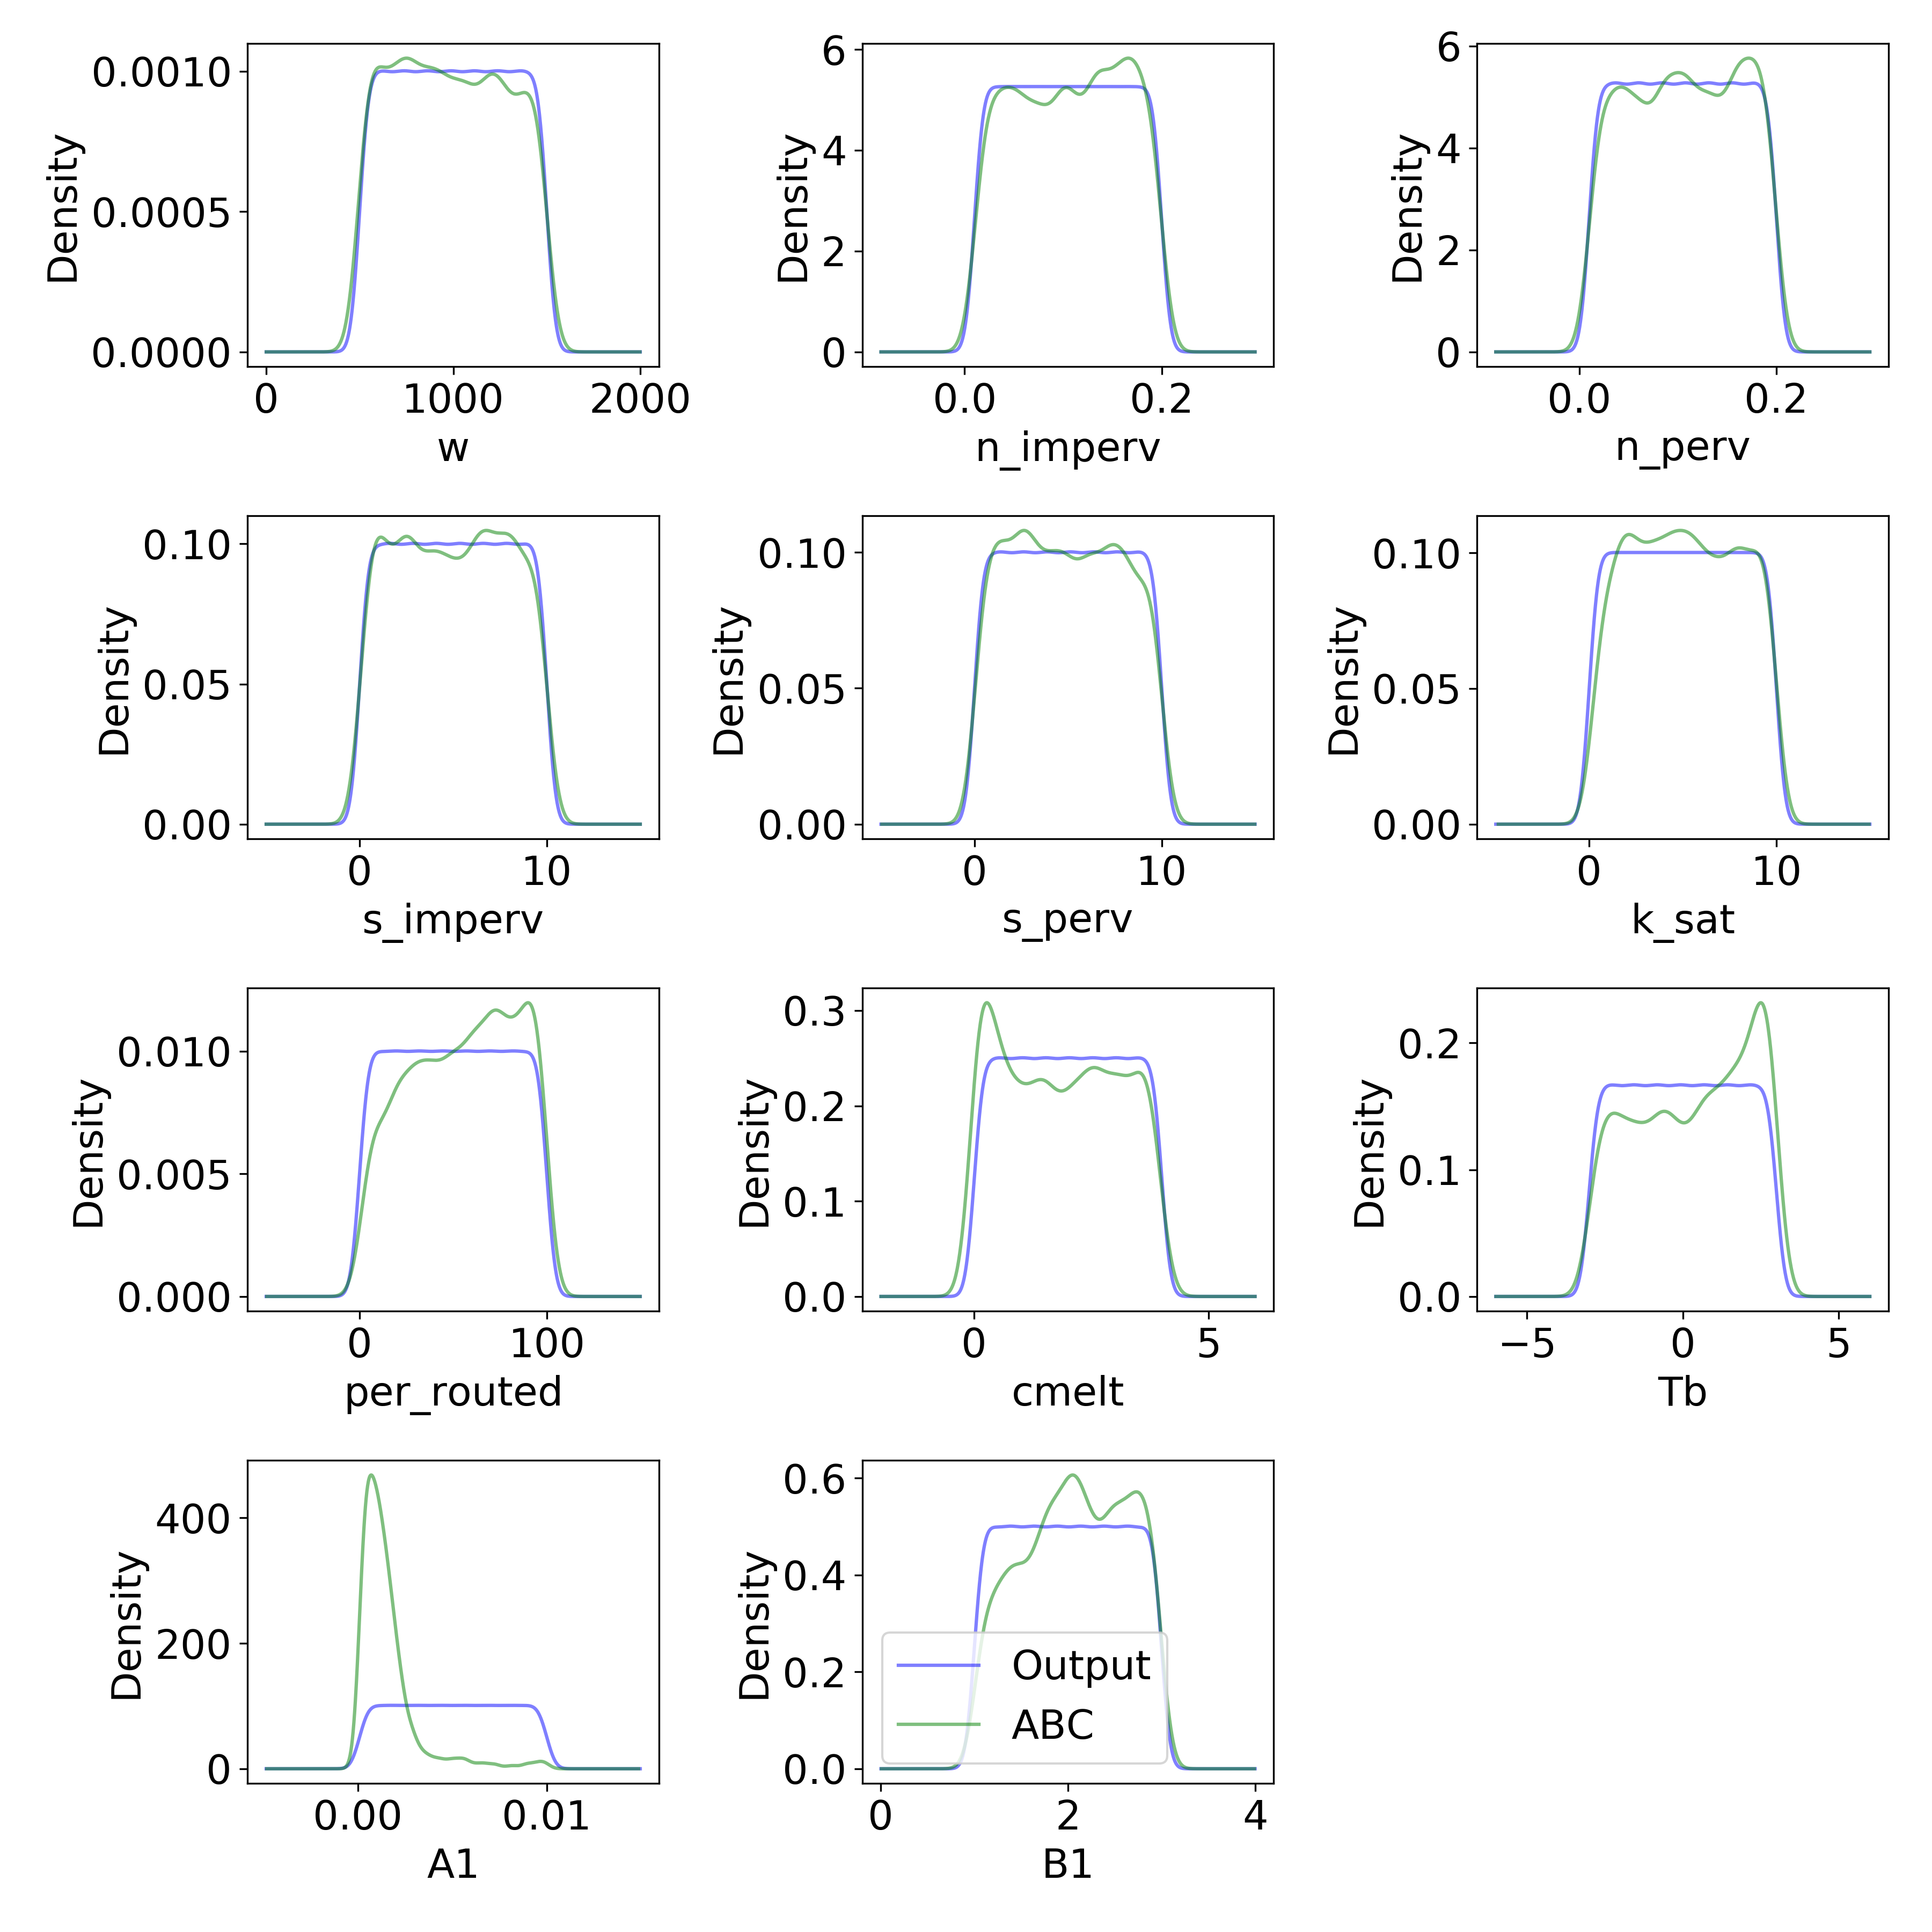 Density
0.0010
0.0005
0.0000
0 1000 2000
w
Density
6
4
2
0
0.0 0.2
n_imperv
Density
6
4
2
0
0.0 0.2
n_perv
Density
0.10
0.05
0.00
0 10
s_imperv
Density
0.10
0.05
0.00
0 10
s_perv
Density
0.10
0.05
0.00
0 10
k_sat
Density
0.010
0.005
0.000
0 100
per_routed
Density
0.3
0.2
0.1
0.0
0 5
cmelt
Density
0.2
0.1
0.0
−5 0 5
Tb
Density
400
200
0
0.00 0.01
A1
Density
0.6
0.4
0.2
0.0
Output
ABC
0 2 4
B1